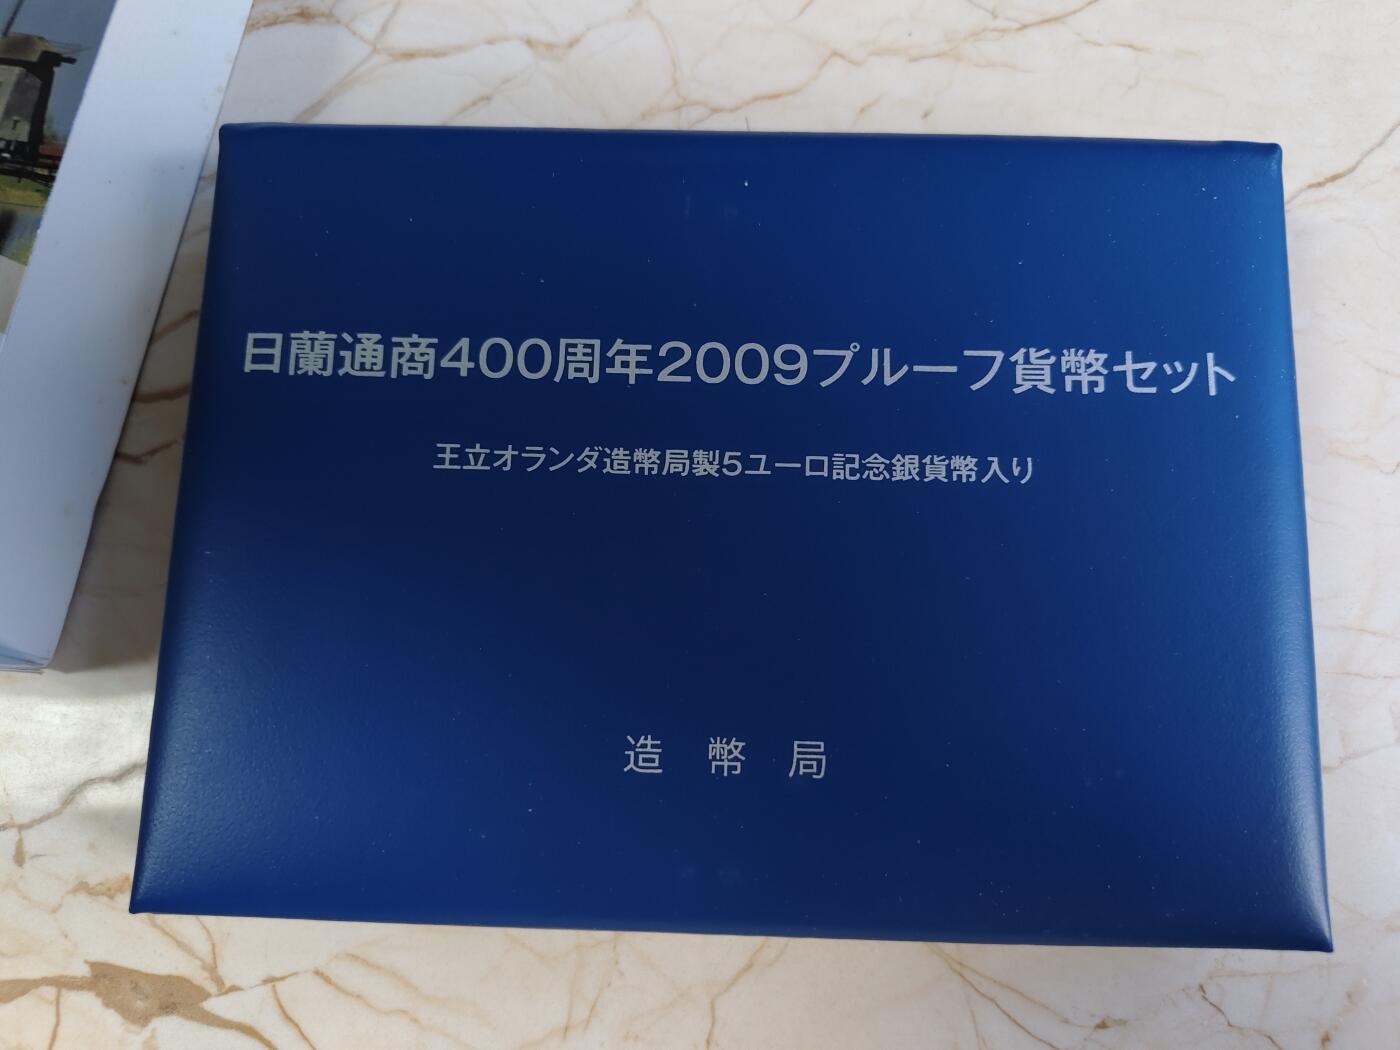 日蘭通商400周年2009プルーフ貨幣セット
王立オランダ造幣局製5ユーロ記念銀貨幣入り
造幣局